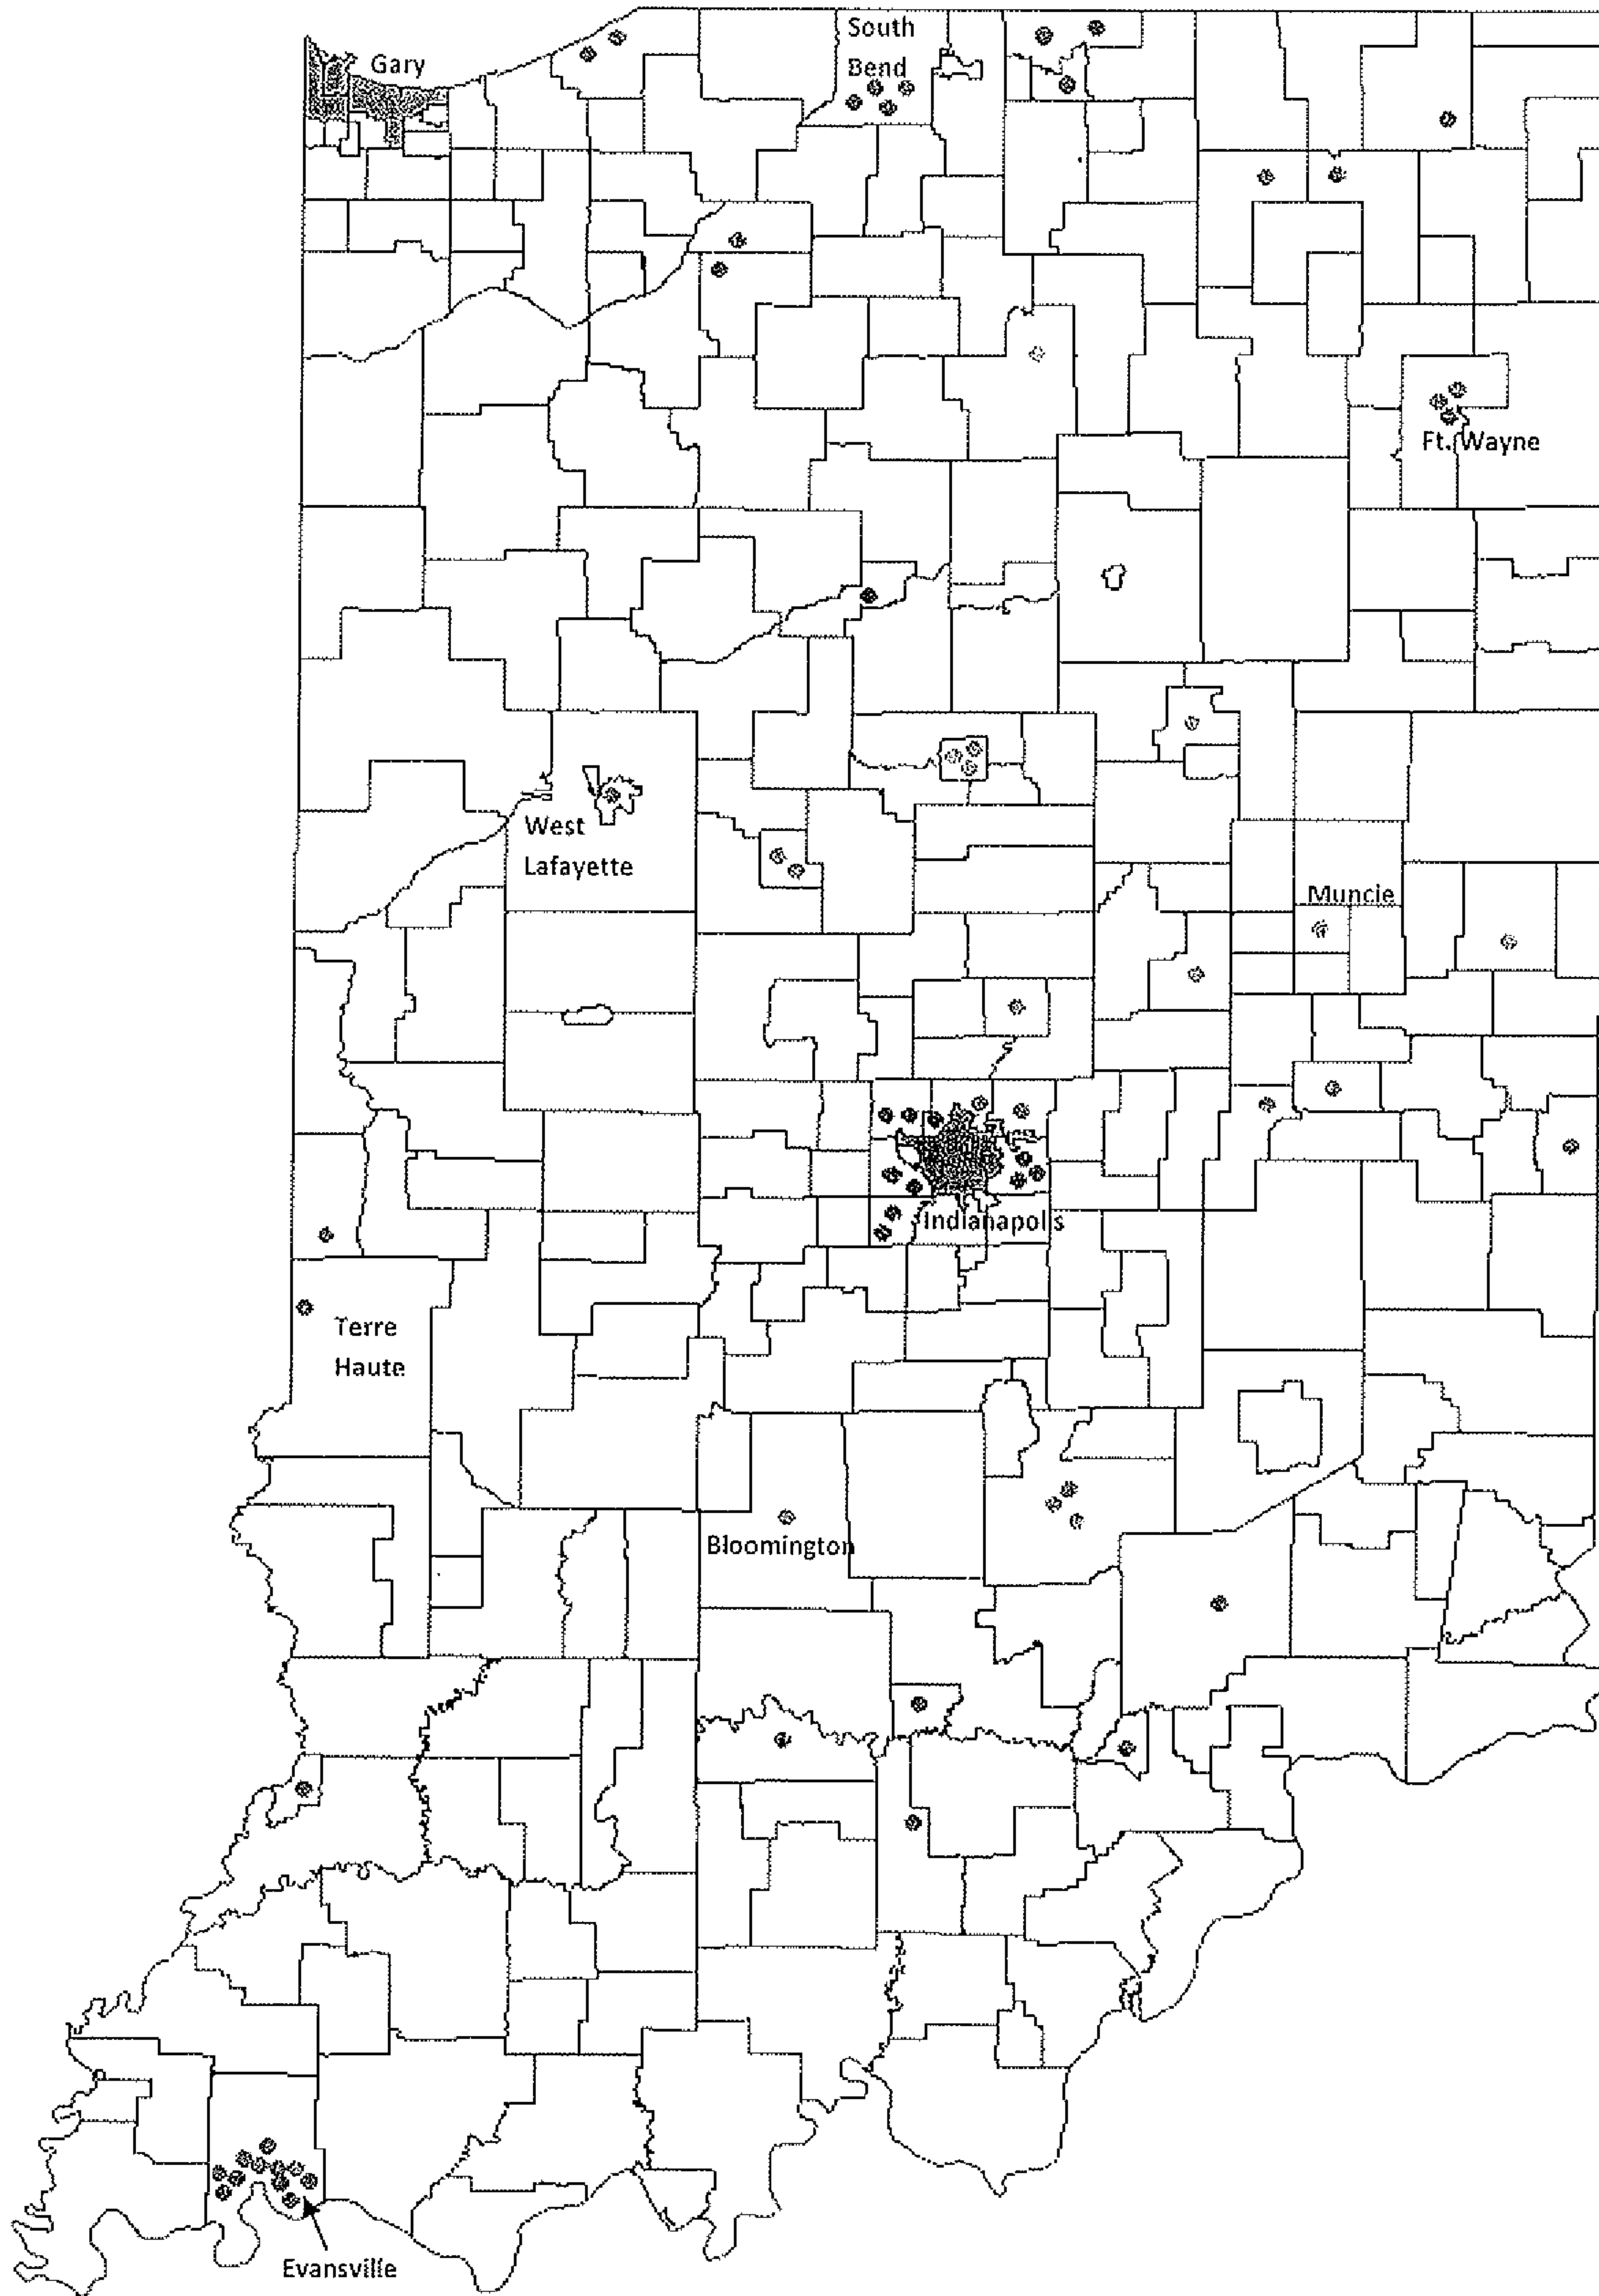 South
Bend
Gary
Ft. Wayne
West
Lafayette
Muncie
Indianapolis
Terre
Haute
Bloomington
Evansville